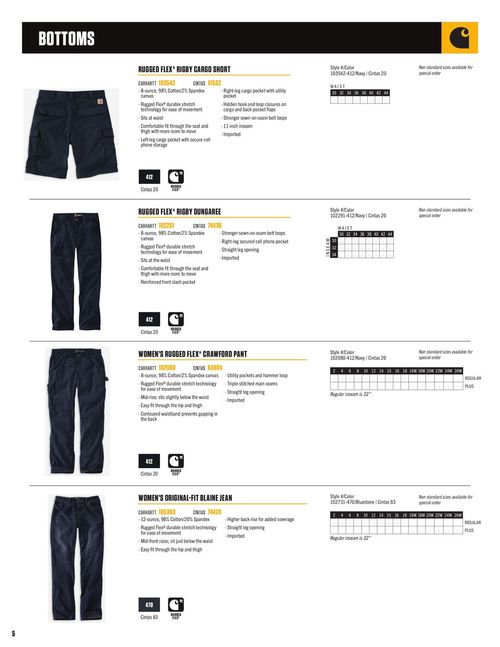 BOTTOMS
RUGGED FLEX® RIGBY CARGO SHORT
CARHARTT 103543 CINTAS
- 8-ounce, 98% Cotton/2% Spandex
canvas
- Rugged Flex® durable stretch
technology for ease of movement
- Sits at waist
- Comfortable fit through the seat and
thigh with more room to move
- Left-leg cargo pocket with secure cell
phone storage
- Right-leg cargo pocket with utility
pocket
- Hidden hook and loop closures on
cargo and back pocket flaps
- Stronger sewn-on-seam belt loops
- 11-inch inseam
- Imported
Style #/Color
103542-412/Navy | Cintas 20
Non standard sizes available for
special order
WAIST
30 32 34 36 38 40 42 44
412
Cintas 20
RUGGED
FLEX®
RUGGED FLEX® RIGBY DUNGAREE
CARHARTT 102291 CINTAS
- 8-ounce, 98% Cotton/2% Spandex
canvas
- Rugged Flex® durable stretch
technology for ease of movement
- Sits at the waist
- Comfortable fit through the seat and
thigh with more room to move
- Reinforced front slash pocket
- Stronger sewn-on-seam belt loops
- Right-leg secured cell phone pocket
- Straight leg opening
- Imported
Style #/Color
102291-412/Navy | Cintas 20
Non standard sizes available for
special order
WAIST
30 32 34 36 38 40 42 44
INSEAM
30
32
34
412
Cintas 20
RUGGED
FLEX®
WOMEN'S RUGGED FLEX® CRAWFORD PANT
CARHARTT 102080 CINTAS
- 8-ounce, 98% Cotton/2% Spandex canvas
- Rugged Flex® durable stretch technology
for ease of movement
- Mid-rise; sits slightly below the waist
- Easy fit through the hip and thigh
- Contoured waistband prevents gapping in
the back
- Utility pockets and hammer loop
- Triple-stitched main seams
- Straight leg opening
- Imported
Style #/Color
102080-412/Navy | Cintas 20
Non standard sizes available for
special order
2 4 6 8 10 12 14 15 16 18 16W 18W 20W 22W 24W 26W
REGULAR
PLUS
Regular inseam is 32"
412
Cintas 20
RUGGED
FLEX®
WOMEN'S ORIGINAL-FIT BLAINE JEAN
CARHARTT CINTAS
- 12-ounce, 98% Cotton/20% Spandex
- Rugged Flex® durable stretch technology
for ease of movement
- Mid-front raise; sit just below the waist
- Easy fit through the hip and thigh
- Higher back rise for added coverage
- Straight leg opening
- Imported
Style #/Color
102731-470/Bluestone | Cintas 83
Non standard sizes available for
special order
2 4 6 8 10 12 14 15 16 18 16W 18W 20W 22W 24W 26W
REGULAR
PLUS
Regular inseam is 32"
470
Cintas 83
RUGGED
FLEX®
5